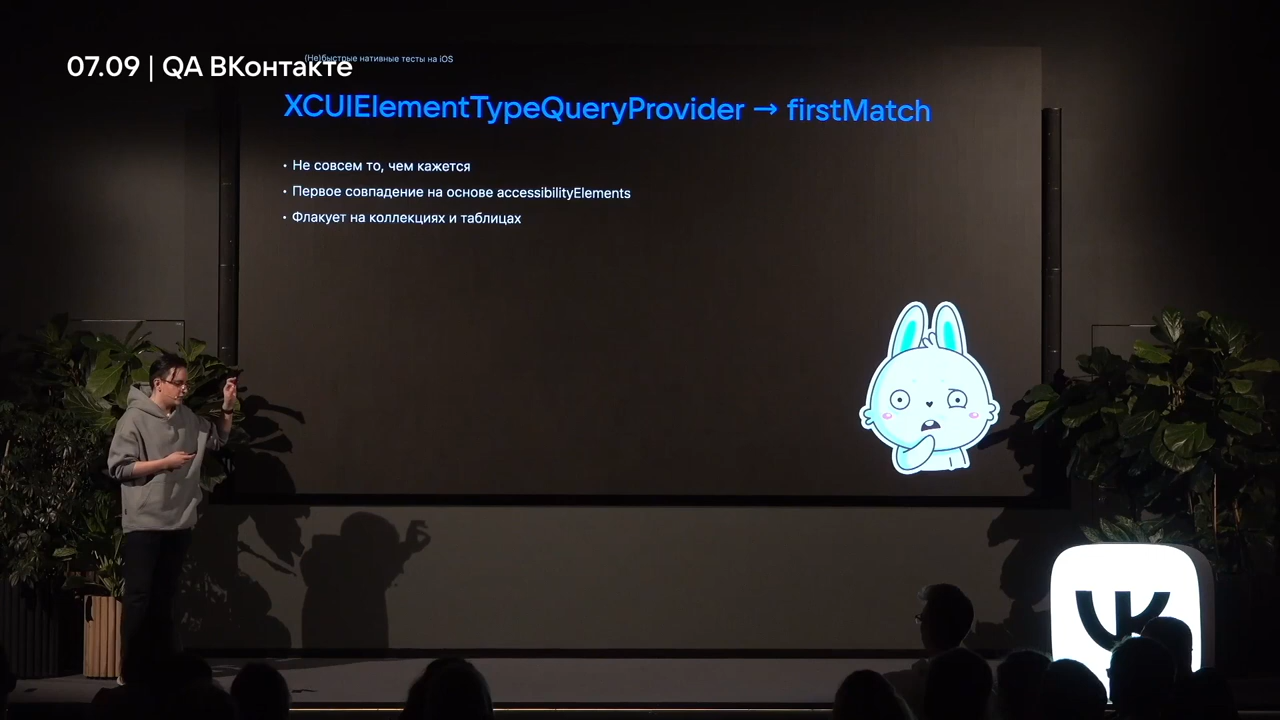 (Не)быстрые нативные тесты на iOS
07.09 | QA ВКонтакте
XCUIElementTypeQueryProvider → firstMatch
• Не совсем то, чем кажется
• Первое совпадение на основе accessibilityElements
• Флакует на коллекциях и таблицах